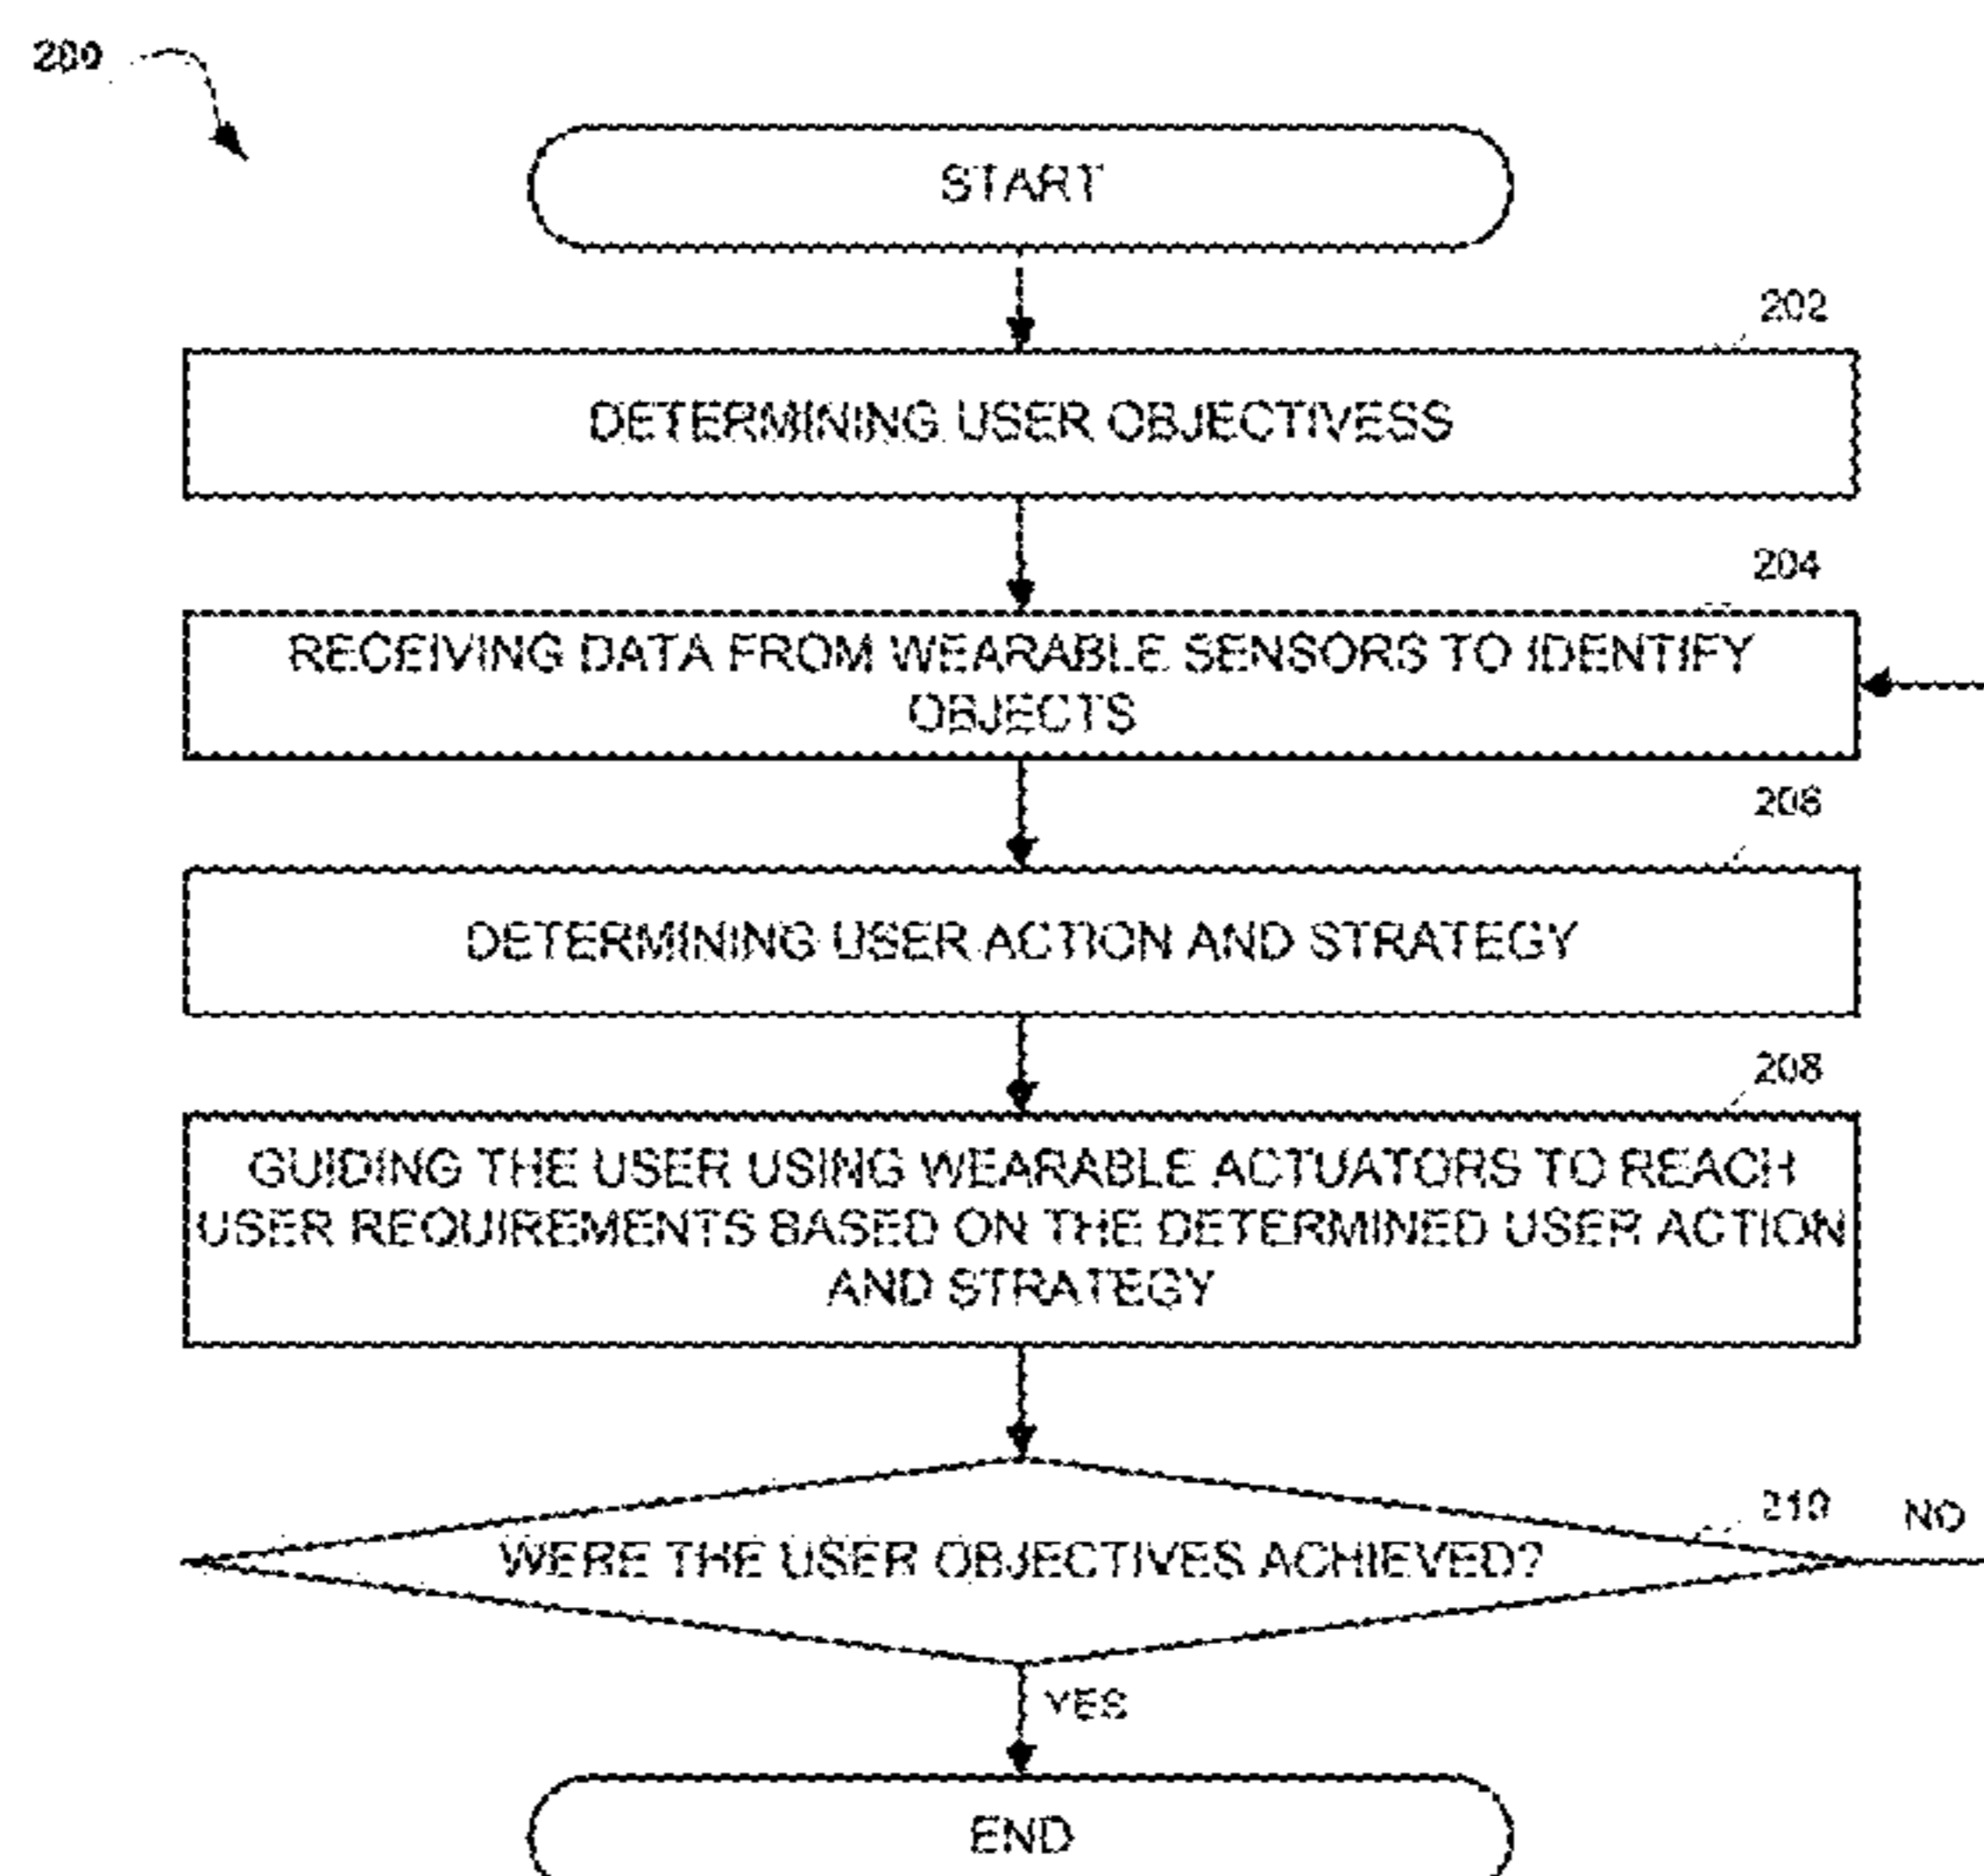 200
START
202
DETERMINING USER OBJECTIVESS
204
RECEIVING DATA FROM WEARABLE SENSORS TO IDENTIFY
OBJECTS
206
DETERMINING USER ACTION AND STRATEGY
208
GUIDING THE USER USING WEARABLE ACTUATORS TO REACH
USER REQUIREMENTS BASED ON THE DETERMINED USER ACTION
AND STRATEGY
210
NO
WERE THE USER OBJECTIVES ACHIEVED?
YES
END